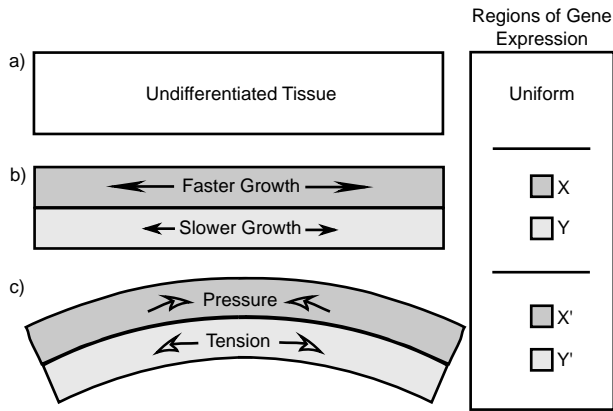 Regions of Gene
Expression
a)
Undifferentiated Tissue
Uniform
b)
Faster Growth
X
Slower Growth
Y
c)
Pressure
X'
Tension
Y'